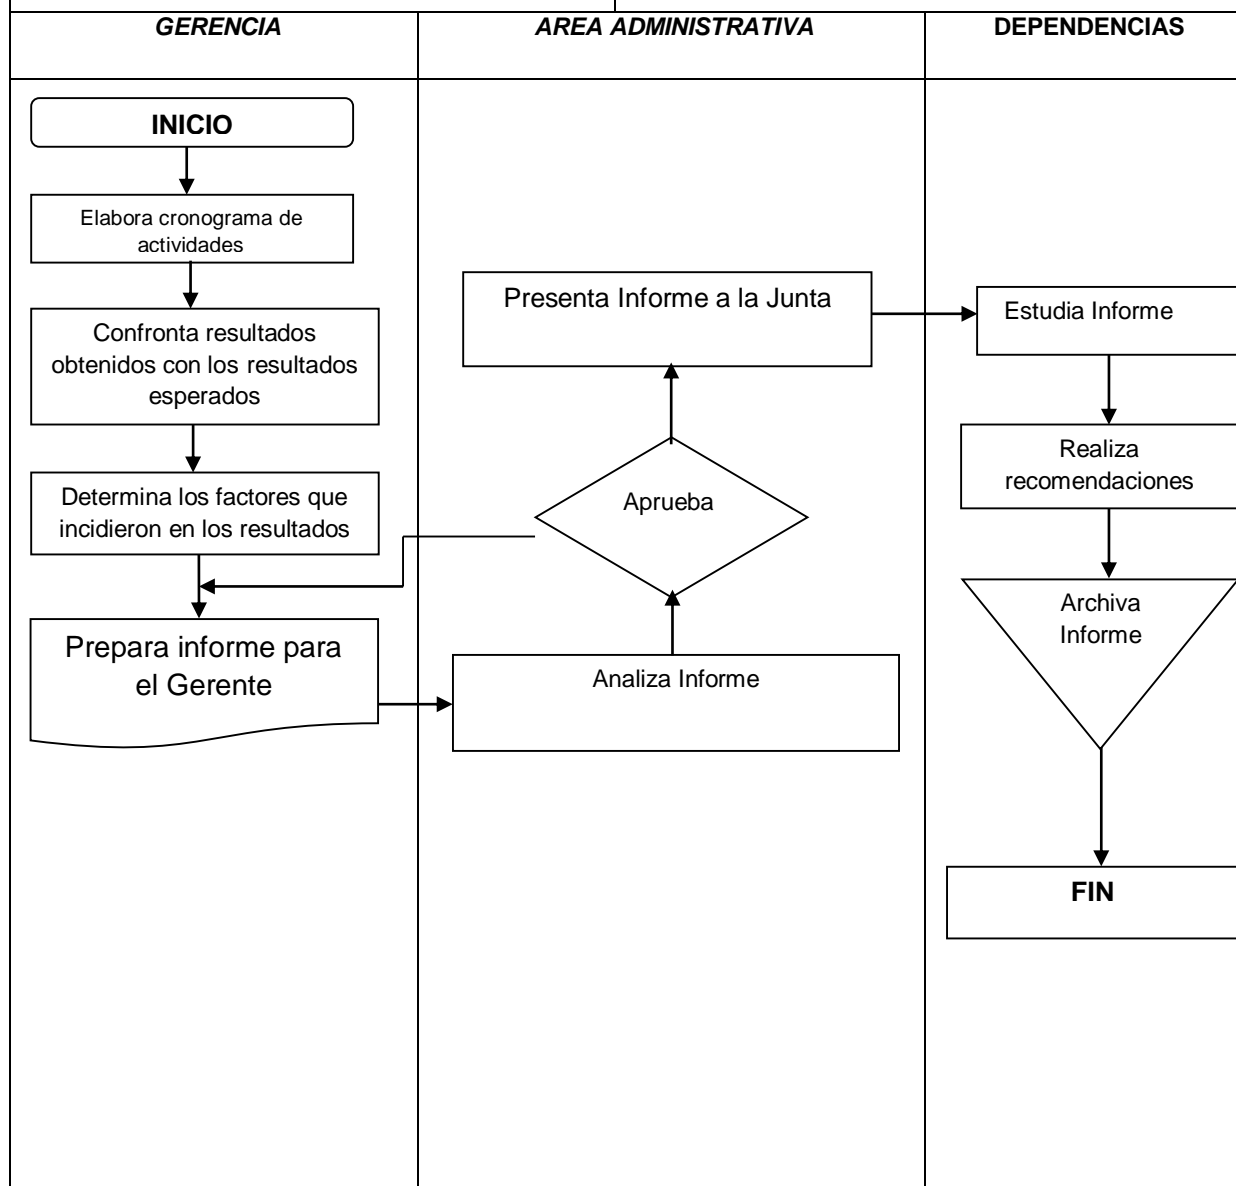 GERENCIA
AREA ADMINISTRATIVA
DEPENDENCIAS
INICIO
Elabora cronograma de
actividades
Confronta resultados
obtenidos con los resultados
esperados
Determina los factores que
incidieron en los resultados
Prepara informe para
el Gerente
Presenta Informe a la Junta
Aprueba
Analiza Informe
Estudia Informe
Realiza
recomendaciones
Archiva
Informe
FIN